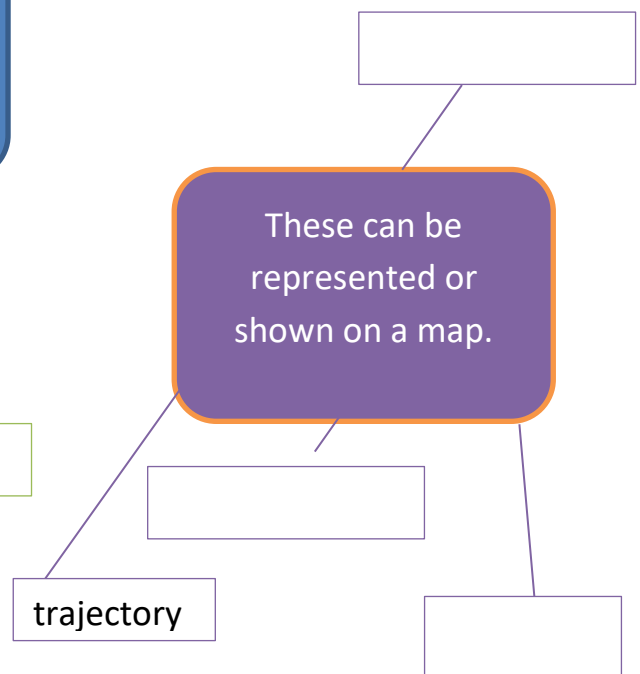 These can be
represented or
shown on a map.
trajectory